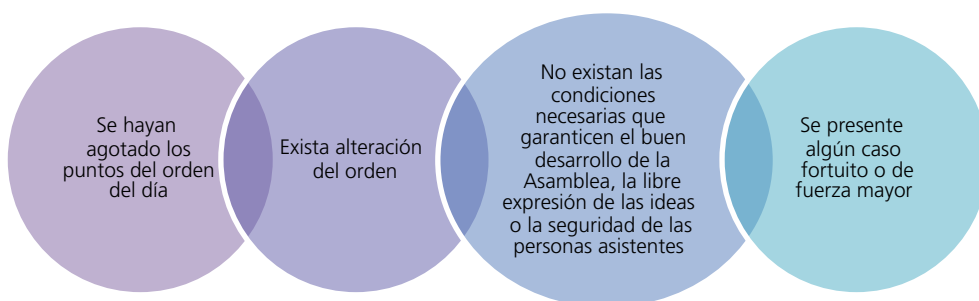 Se hayan
agotado los
puntos del orden
del día
Exista alteración
del orden
No existan las
condiciones
necesarias que
garanticen el buen
desarrollo de la
Asamblea, la libre
expresión de las ideas
o la seguridad de las
personas asistentes
Se presente
algún caso
fortuito o de
fuerza mayor